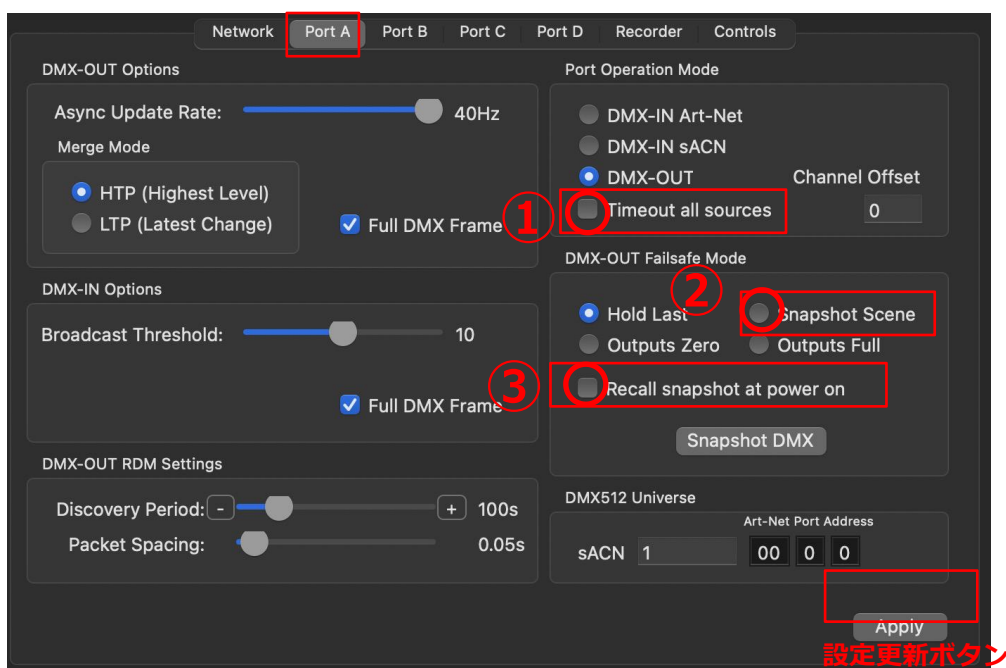 Network Port A Port B Port C Port D Recorder Controls
DMX-OUT Options
Async Update Rate: 40Hz
Merge Mode
HTP (Highest Level)
LTP (Latest Change)
Full DMX Frame
DMX-IN Options
Broadcast Threshold: 10
Full DMX Frame
DMX-OUT RDM Settings
Discovery Period: - + 100s
Packet Spacing: 0.05s
Port Operation Mode
DMX-IN Art-Net
DMX-IN sACN
DMX-OUT
Channel Offset
① Timeout all sources
0
DMX-OUT Failsafe Mode
②
Hold Last Snapshot Scene
Outputs Zero Outputs Full
③ Recall snapshot at power on
Snapshot DMX
DMX512 Universe
Art-Net Port Address
sACN 1 00 0 0
Apply
設定更新ボタン